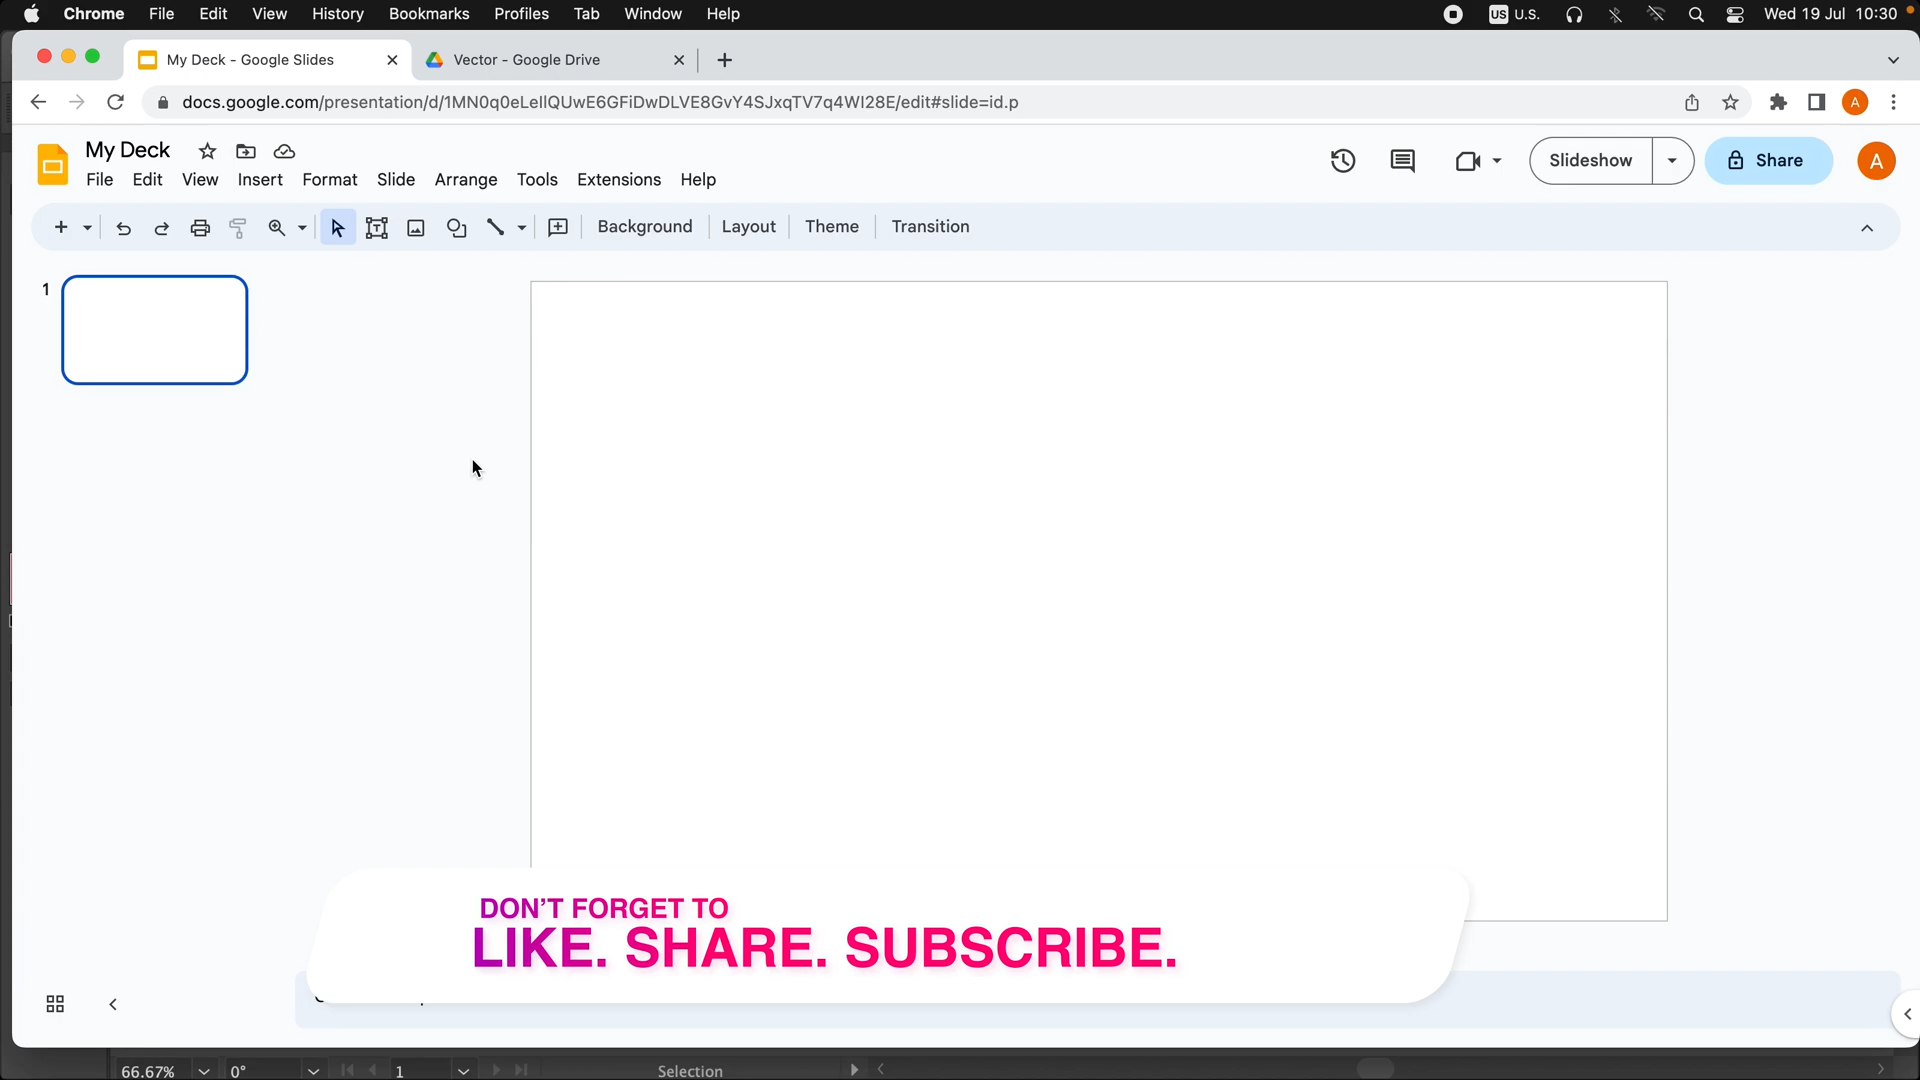 Chrome File Edit View History Bookmarks Profiles Tab Window Help US U.S. Wed 19 Jul 10:30
My Deck - Google Slides Vector - Google Drive
docs.google.com/presentation/d/1MN0q0eLeIlQUwE6GFiDwDLVE8GvY4SJxqTV7q4WI28E/edit#slide=id.p A
My Deck
File Edit View Insert Format Slide Arrange Tools Extensions Help
Slideshow Share A
Background Layout Theme Transition
1
DON'T FORGET TO
LIKE. SHARE. SUBSCRIBE.
66.67% 0° 1 Selection